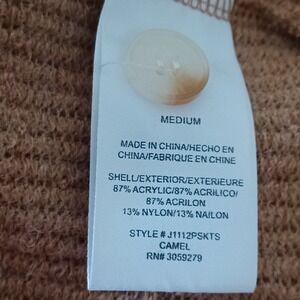 MEDIUM
MADE IN CHINA/HECHO EN
CHINA/FABRIQUE EN CHINE
SHELL/EXTERIOR/EXTERIEURE
87% ACRYLIC/87% ACRILICO/
87% ACRILON
13% NYLON/13% NAILON
STYLE # J1112PSKTS
CAMEL
RN# 3059279